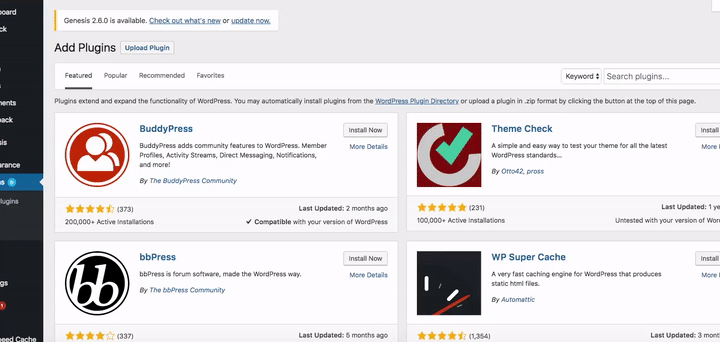 Genesis 2.6.0 is available. Check out what's new or update now.
Add Plugins Upload Plugin
Featured Popular Recommended Favorites Keyword Search plugins...
Plugins extend and expand the functionality of WordPress. You may automatically install plugins from the WordPress Plugin Directory or upload a plugin in .zip format by clicking the button at the top of this page.
BuddyPress
Install Now
BuddyPress adds community features to WordPress. Member
Profiles, Activity Streams, Direct Messaging, Notifications,
and more!
More Details
By The BuddyPress Community
(373)
Last Updated: 2 months ago
200,000+ Active Installations
✔ Compatible with your version of WordPress
Theme Check
Install
A simple and easy way to test your theme for all the latest
WordPress standards...
More D
By Otto42, pross
(231)
Last Updated: 1 ye
100,000+ Active Installations
Untested with your version of Wor
bbPress
Install Now
bbPress is forum software, made the WordPress way.
More Details
By The bbPress Community
bb
(337)
Last Updated: 5 months ago
WP Super Cache
Install
A very fast caching engine for WordPress that produces
static html files.
More D
By Automattic
(1,354)
Last Updated: 3 mont
board
ck
s
ments
back
sis
arance
ns
lugins
gs
1
eed Cache